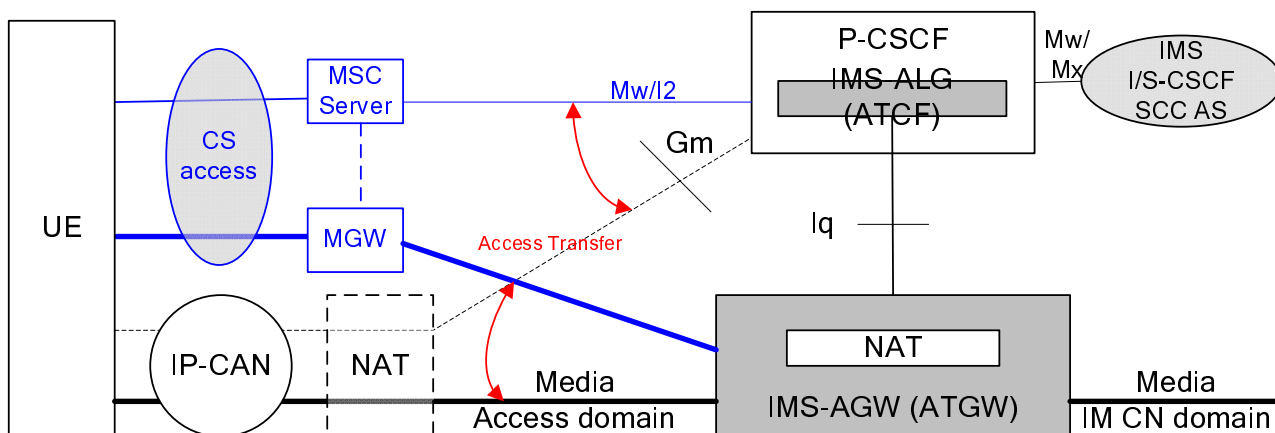 UE
CS
access
MSC
Server
MGW
Mw/I2
P-CSCF
IMS-ALG
(ATCF)
Mw/
Mx
IMS
I/S-CSCF
SCC AS
Gm
Iq
Access Transfer
IP-CAN
NAT
Media
Access domain
NAT
IMS-AGW (ATGW)
Media
IM CN domain